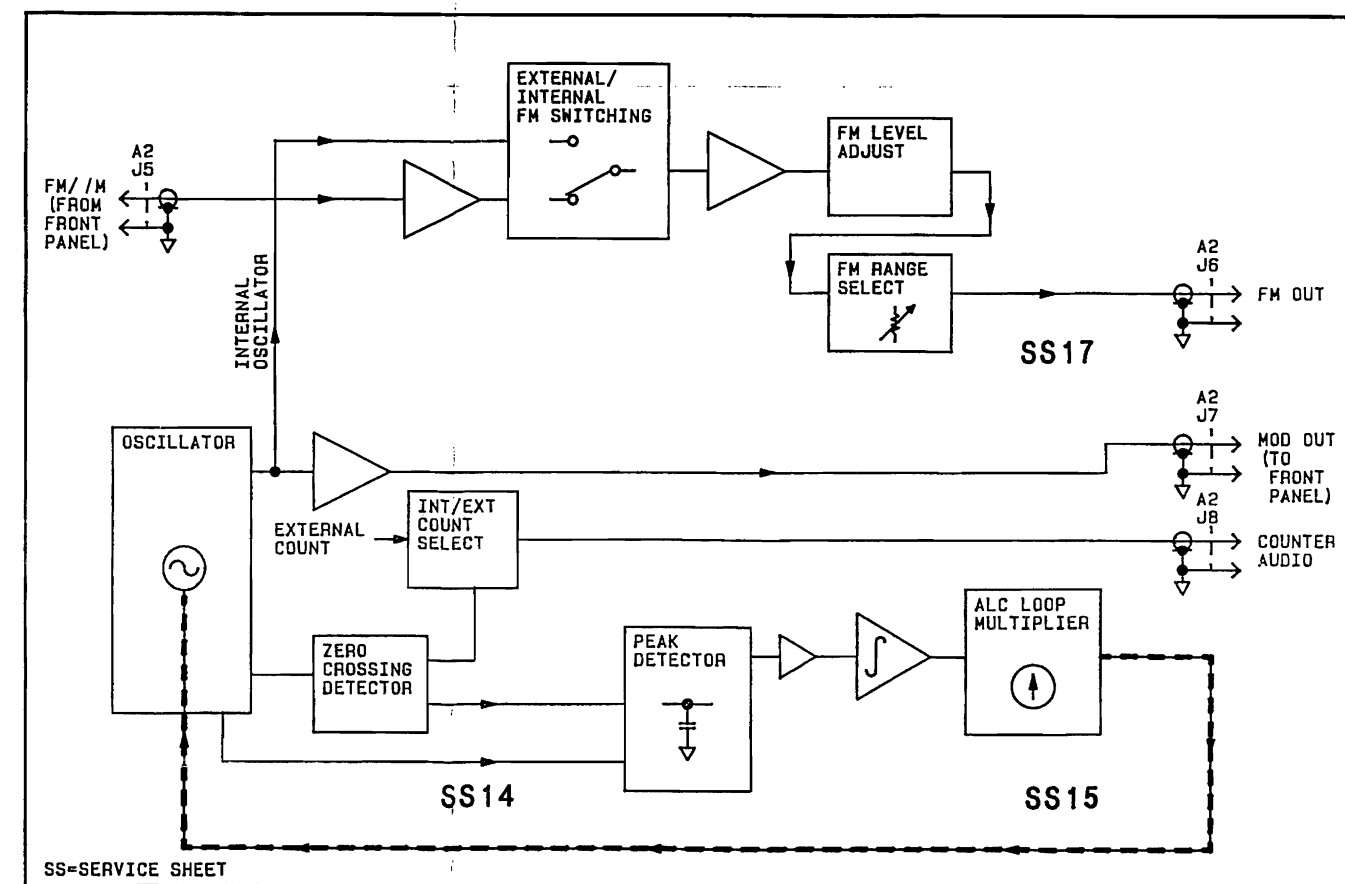 EXTERNAL/
INTERNAL
FM SWITCHING
FM LEVEL
ADJUST
A2
J5
FM/ /M
(FROM
FRONT
PANEL)
INTERNAL
OSCILLATOR
FM RANGE
SELECT
A2
J6
FM OUT
SS17
OSCILLATOR
A2
J7
MOD OUT
(TO
FRONT
PANEL)
INT/EXT
COUNT
SELECT
EXTERNAL
COUNT
A2
J8
COUNTER
AUDIO
ZERO
CROSSING
DETECTOR
PEAK
DETECTOR
ALC LOOP
MULTIPLIER
SS14
SS15
SS=SERVICE SHEET